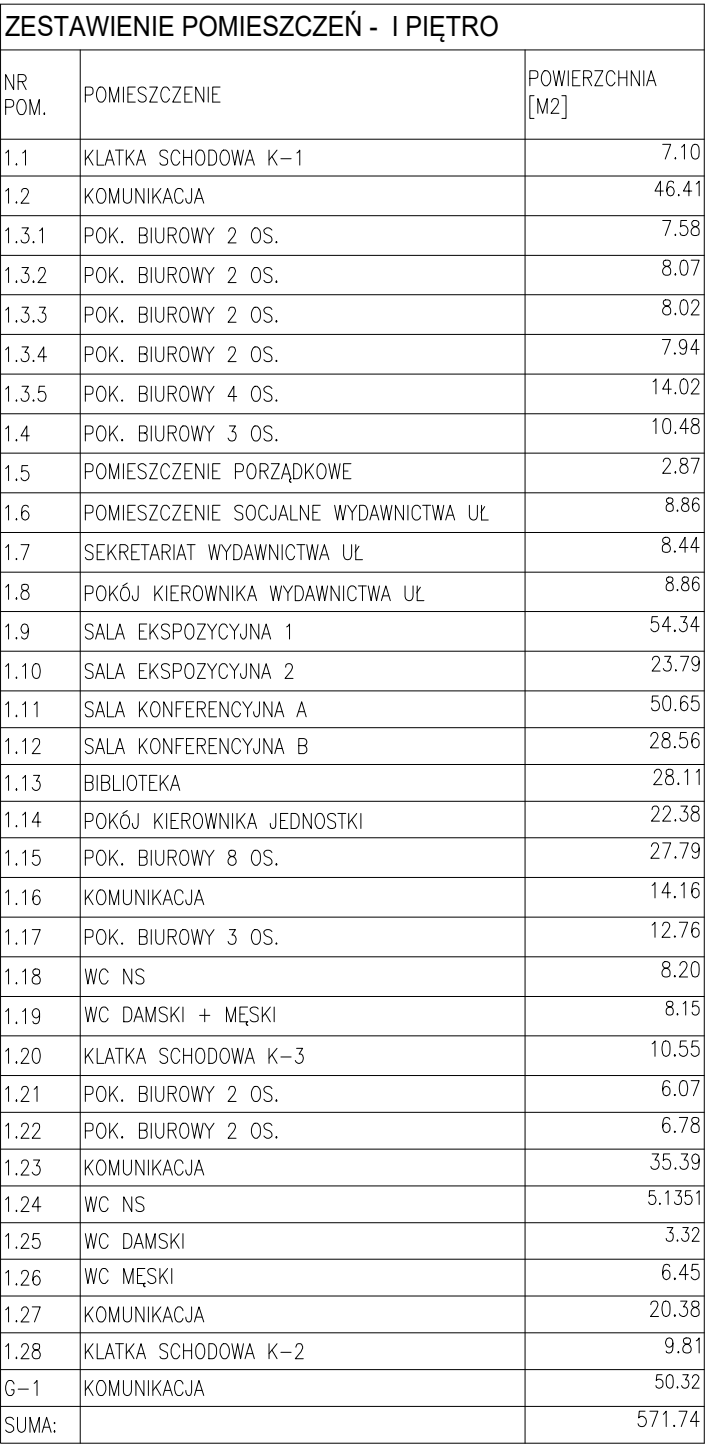 ZESTAWIENIE POMIESZCZEŃ - I PIĘTRO
NR POM. POMIESZCZENIE POWIERZCHNIA [M2]
1.1 KLATKA SCHODOWA K-1 7.10
1.2 KOMUNIKACJA 46.41
1.3.1 POK. BIUROWY 2 OS. 7.58
1.3.2 POK. BIUROWY 2 OS. 8.07
1.3.3 POK. BIUROWY 2 OS. 8.02
1.3.4 POK. BIUROWY 2 OS. 7.94
1.3.5 POK. BIUROWY 4 OS. 14.02
1.4 POK. BIUROWY 3 OS. 10.48
1.5 POMIESZCZENIE PORZĄDKOWE 2.87
1.6 POMIESZCZENIE SOCJALNE WYDAWNICTWA UŁ 8.86
1.7 SEKRETARIAT WYDAWNICTWA UŁ 8.44
1.8 POKÓJ KIEROWNIKA WYDAWNICTWA UŁ 8.86
1.9 SALA EKSPOZYCYJNA 1 54.34
1.10 SALA EKSPOZYCYJNA 2 23.79
1.11 SALA KONFERENCYJNA A 50.65
1.12 SALA KONFERENCYJNA B 28.56
1.13 BIBLIOTEKA 28.11
1.14 POKÓJ KIEROWNIKA JEDNOSTKI 22.38
1.15 POK. BIUROWY 8 OS. 27.79
1.16 KOMUNIKACJA 14.16
1.17 POK. BIUROWY 3 OS. 12.76
1.18 WC NS 8.20
1.19 WC DAMSKI + MĘSKI 8.15
1.20 KLATKA SCHODOWA K-3 10.55
1.21 POK. BIUROWY 2 OS. 6.07
1.22 POK. BIUROWY 2 OS. 6.78
1.23 KOMUNIKACJA 35.39
1.24 WC NS 5.1351
1.25 WC DAMSKI 3.32
1.26 WC MĘSKI 6.45
1.27 KOMUNIKACJA 20.38
1.28 KLATKA SCHODOWA K-2 9.81
G-1 KOMUNIKACJA 50.32
SUMA: 571.74